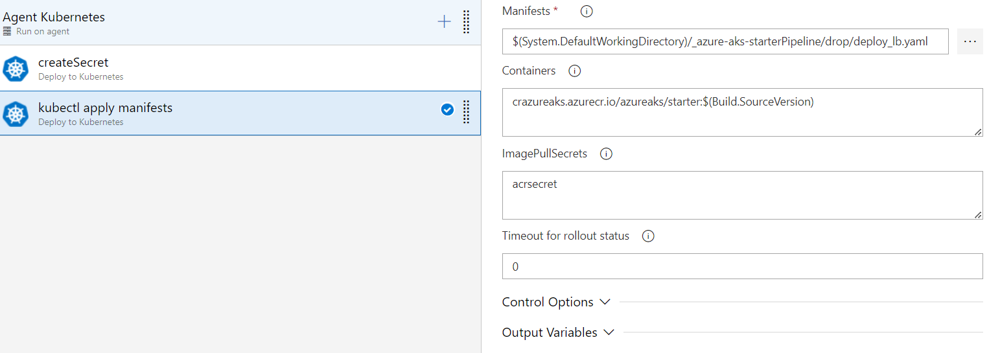 Agent Kubernetes
Run on agent
createSecret
Deploy to Kubernetes
kubectl apply manifests
Deploy to Kubernetes
Manifests *
$(System.DefaultWorkingDirectory)/_azure-aks-starterPipeline/drop/deploy_lb.yaml
Containers
crazureaks.azurecr.io/azureaks/starter:$(Build.SourceVersion)
ImagePullSecrets
acrsecret
Timeout for rollout status
0
Control Options
Output Variables